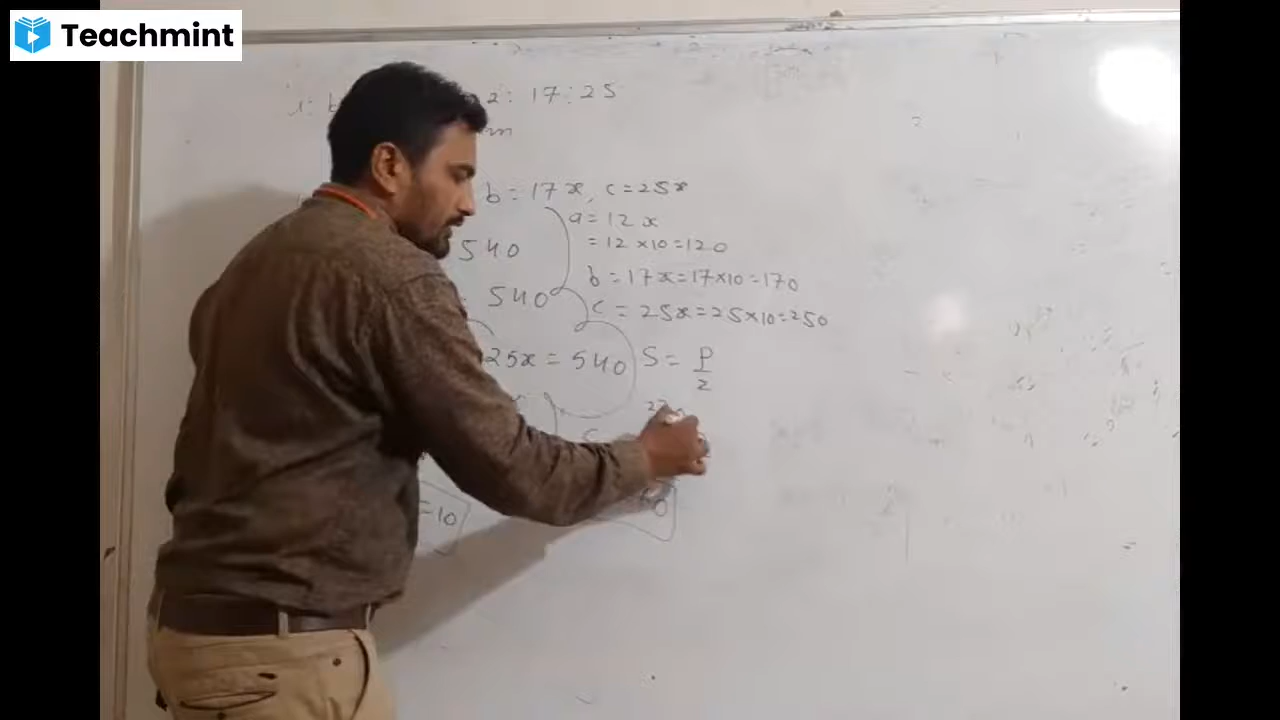 Teachmint
2 : 17 : 25
m
b = 17x, c = 25x
a = 12x
540
= 12 × 10 = 120
b = 17x = 17×10 = 170
540
c = 25x = 25×10 = 250
25x = 540
S = P/2
= 10